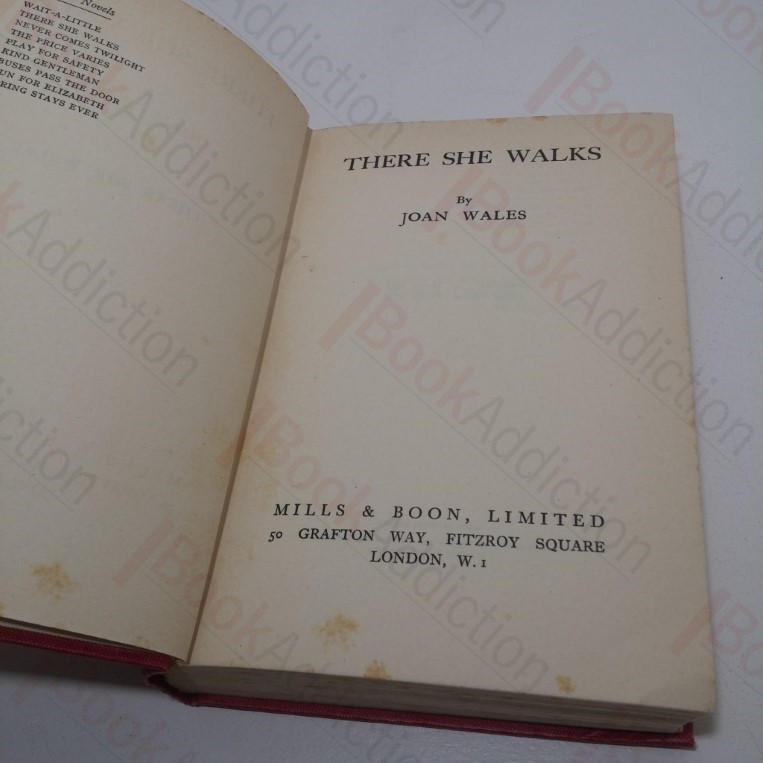 Novels
WAIT-A-LITTLE
THERE SHE WALKS
NEVER COMES TWILIGHT
THE PRICE VARIES
PLAY FOR SAFETY
KIND GENTLEMAN
BUSES PASS THE DOOR
UN FOR ELIZABETH
RING STAYS EVER
THERE SHE WALKS
By
JOAN WALES
MILLS & BOON, LIMITED
50 GRAFTON WAY, FITZROY SQUARE
LONDON, W.1
BookAddiction